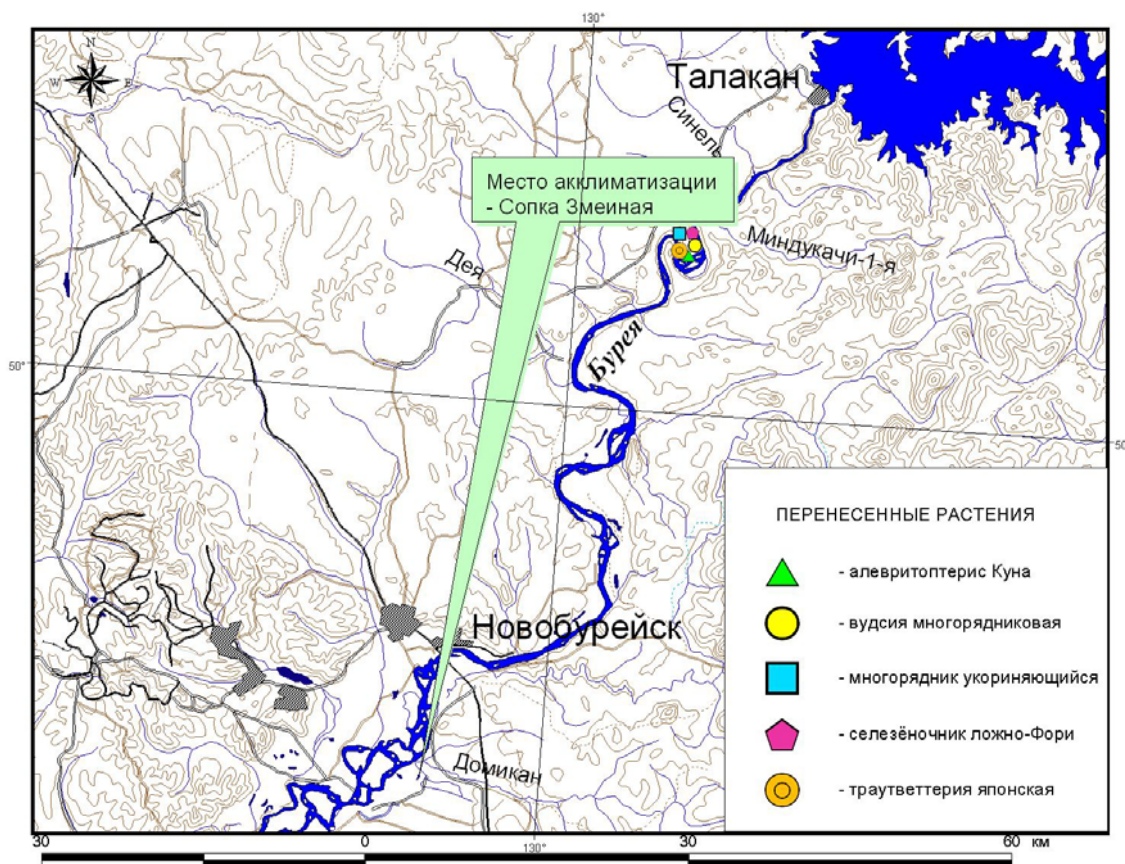 130°
N
W
E
S
Талакан
Синель
Место акклиматизации
- Сопка Змеиная
Миндукачи-1-я
Дея
Бурея
50°
50
ПЕРЕНЕСЕННЫЕ РАСТЕНИЯ
- алевритоптерис Куна
- вудсия многорядниковая
- многорядник укориняющийся
- селезёночник ложно-Фори
- траутветтерия японская
Новобурейск
Домикан
30
0
130°
30
60
км